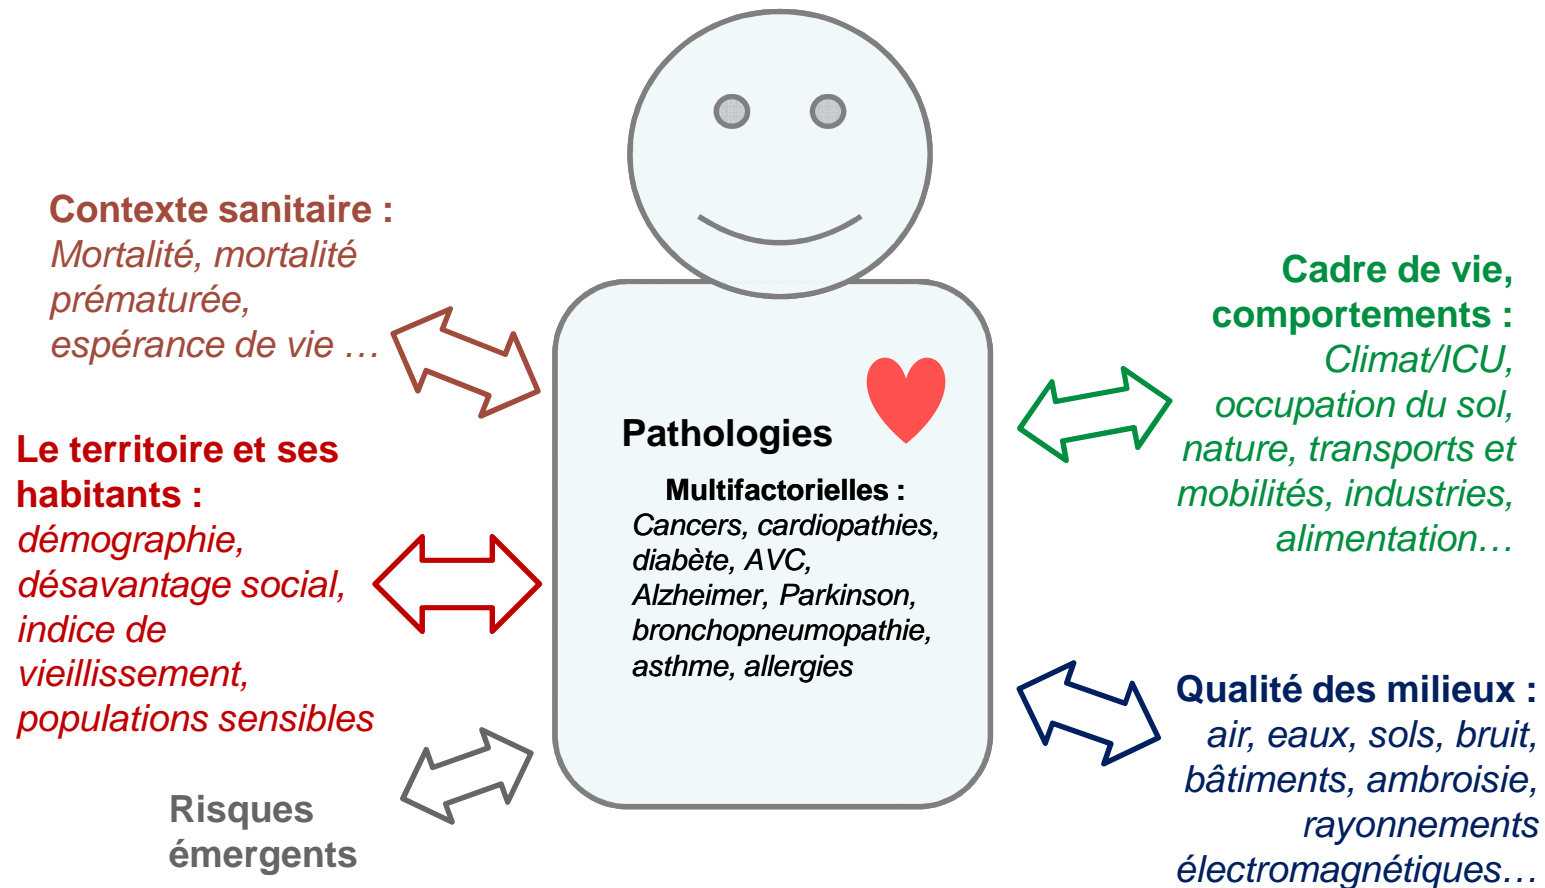 Contexte sanitaire :
Mortalité, mortalité
prématurée,
espérance de vie …
Le territoire et ses
habitants :
démographie,
désavantage social,
indice de
vieillissement,
populations sensibles
Risques
émergents
Pathologies
Multifactorielles :
Cancers, cardiopathies,
diabète, AVC,
Alzheimer, Parkinson,
bronchopneumopathie,
asthme, allergies
Cadre de vie,
comportements :
Climat/ICU,
occupation du sol,
nature, transports et
mobilités, industries,
alimentation…
Qualité des milieux :
air, eaux, sols, bruit,
bâtiments, ambroisie,
rayonnements
électromagnétiques…